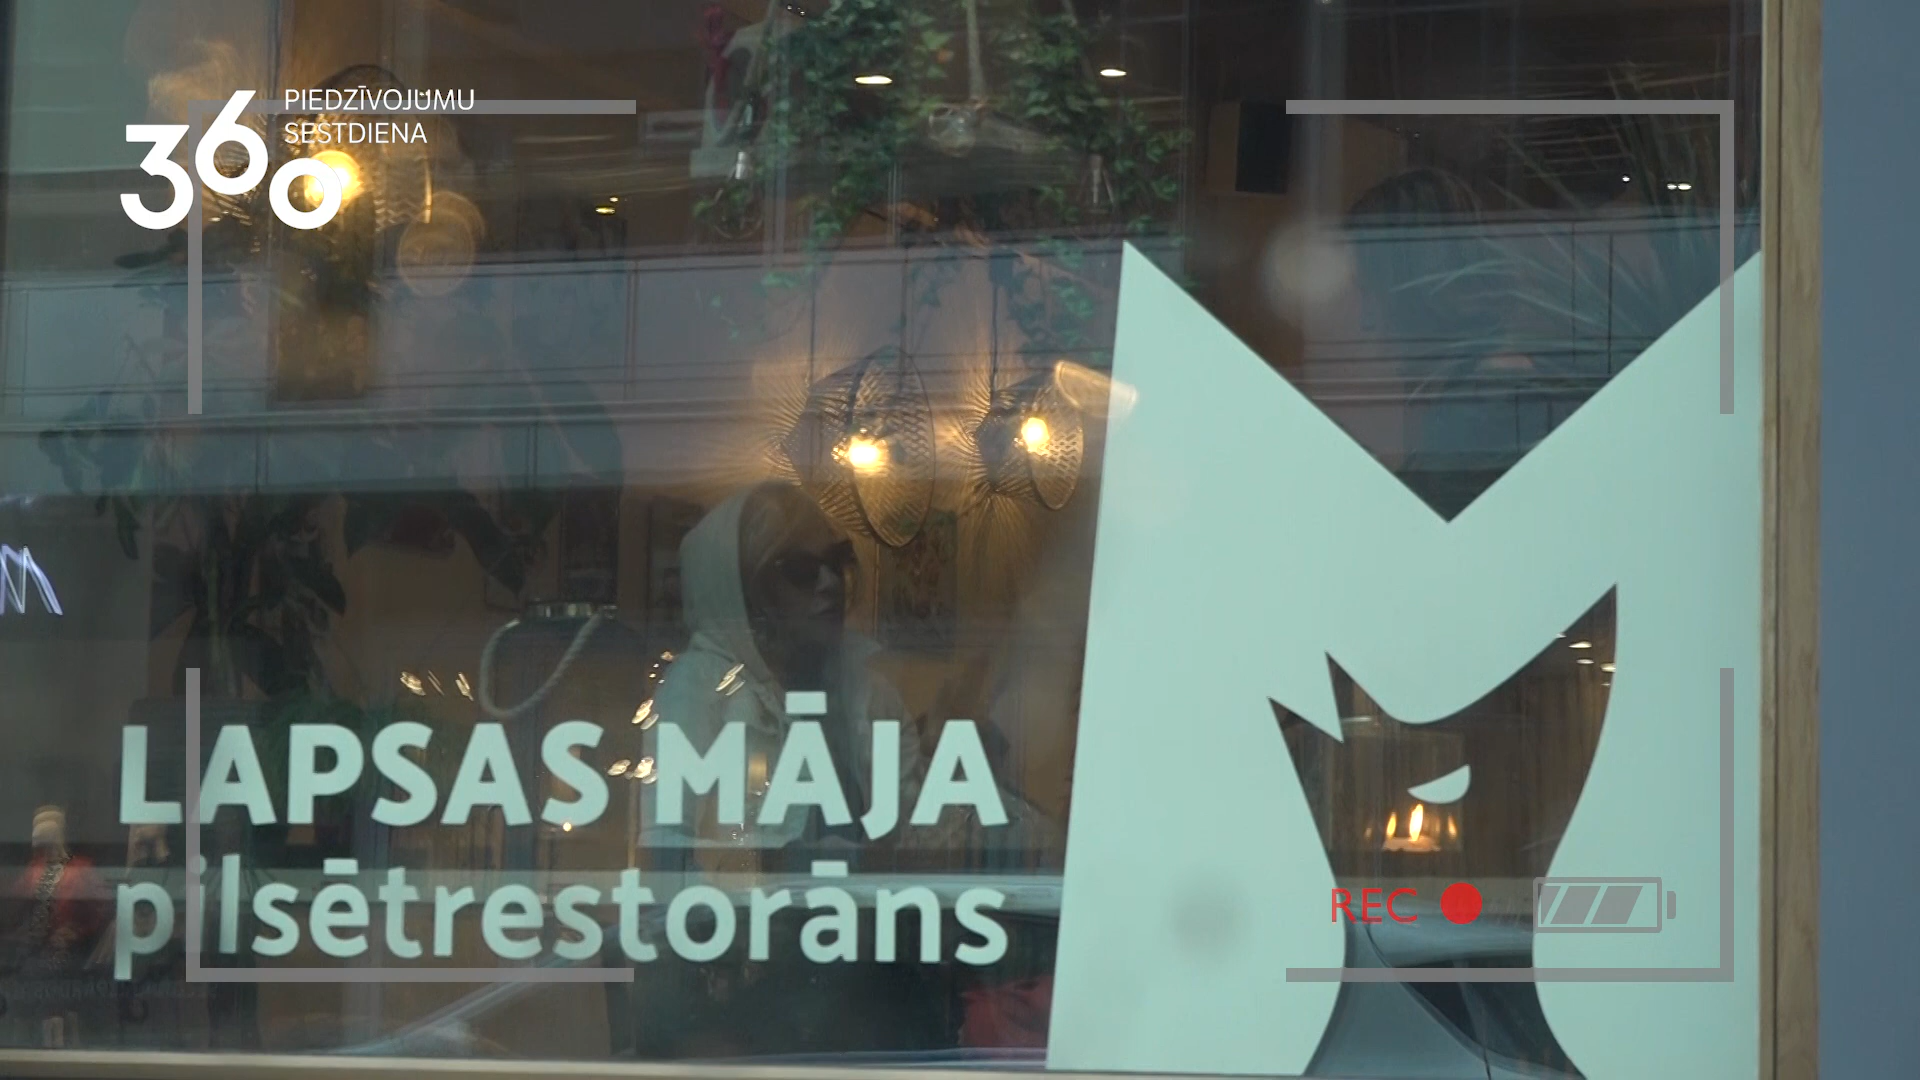 360 PIEDZĪVOJUMU
SESTDIENA
LAPSAS MĀJA
pilsētrestorāns
REC